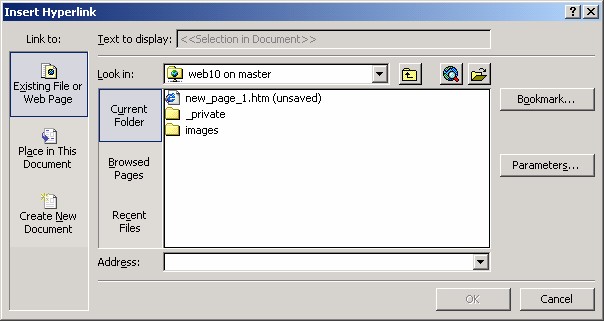 Insert Hyperlink
Link to:
Text to display: <<Selection in Document>>
Existing File or
Web Page
Look in: web10 on master
Current
Folder
new_page_1.htm (unsaved)
_private
images
Bookmark...
Place in This
Document
Browsed
Pages
Parameters...
Create New
Document
Recent
Files
Address:
OK
Cancel